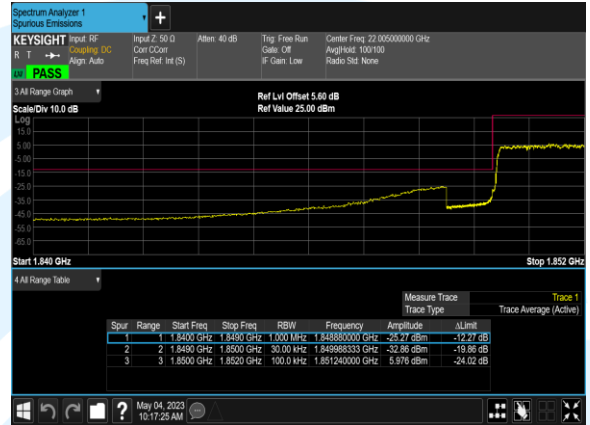 Spectrum Analyzer 1
Spurious Emissions
KEYSIGHT Input: RF Input Z: 50 Ω Atten: 40 dB Trig: Free Run Center Freq: 22.005000000 GHz
R T Coupling: DC Corr CCorr Gate: Off Avg|Hold: 100/100
Align: Auto Freq Ref: Int (S) IF Gain: Low Radio Std: None
PASS
3 All Range Graph
Ref Lvl Offset 5.60 dB
Scale/Div 10.0 dB Ref Value 25.00 dBm
Log
15.0
5.00
-5.00
-15.0
-25.0
-35.0
-45.0
-55.0
-65.0
Start 1.840 GHz Stop 1.852 GHz
4 All Range Table
Measure Trace Trace 1
Trace Type Trace Average (Active)
Spur Range Start Freq Stop Freq RBW Frequency Amplitude ΔLimit
1 1 1.8400 GHz 1.8490 GHz 1.000 MHz 1.848880000 GHz -25.27 dBm -12.27 dB
2 2 1.8490 GHz 1.8500 GHz 30.00 kHz 1.849988333 GHz -32.86 dBm -19.86 dB
3 3 1.8500 GHz 1.8520 GHz 100.0 kHz 1.851240000 GHz 5.976 dBm -24.02 dB
May 04, 2023
10:17:25 AM